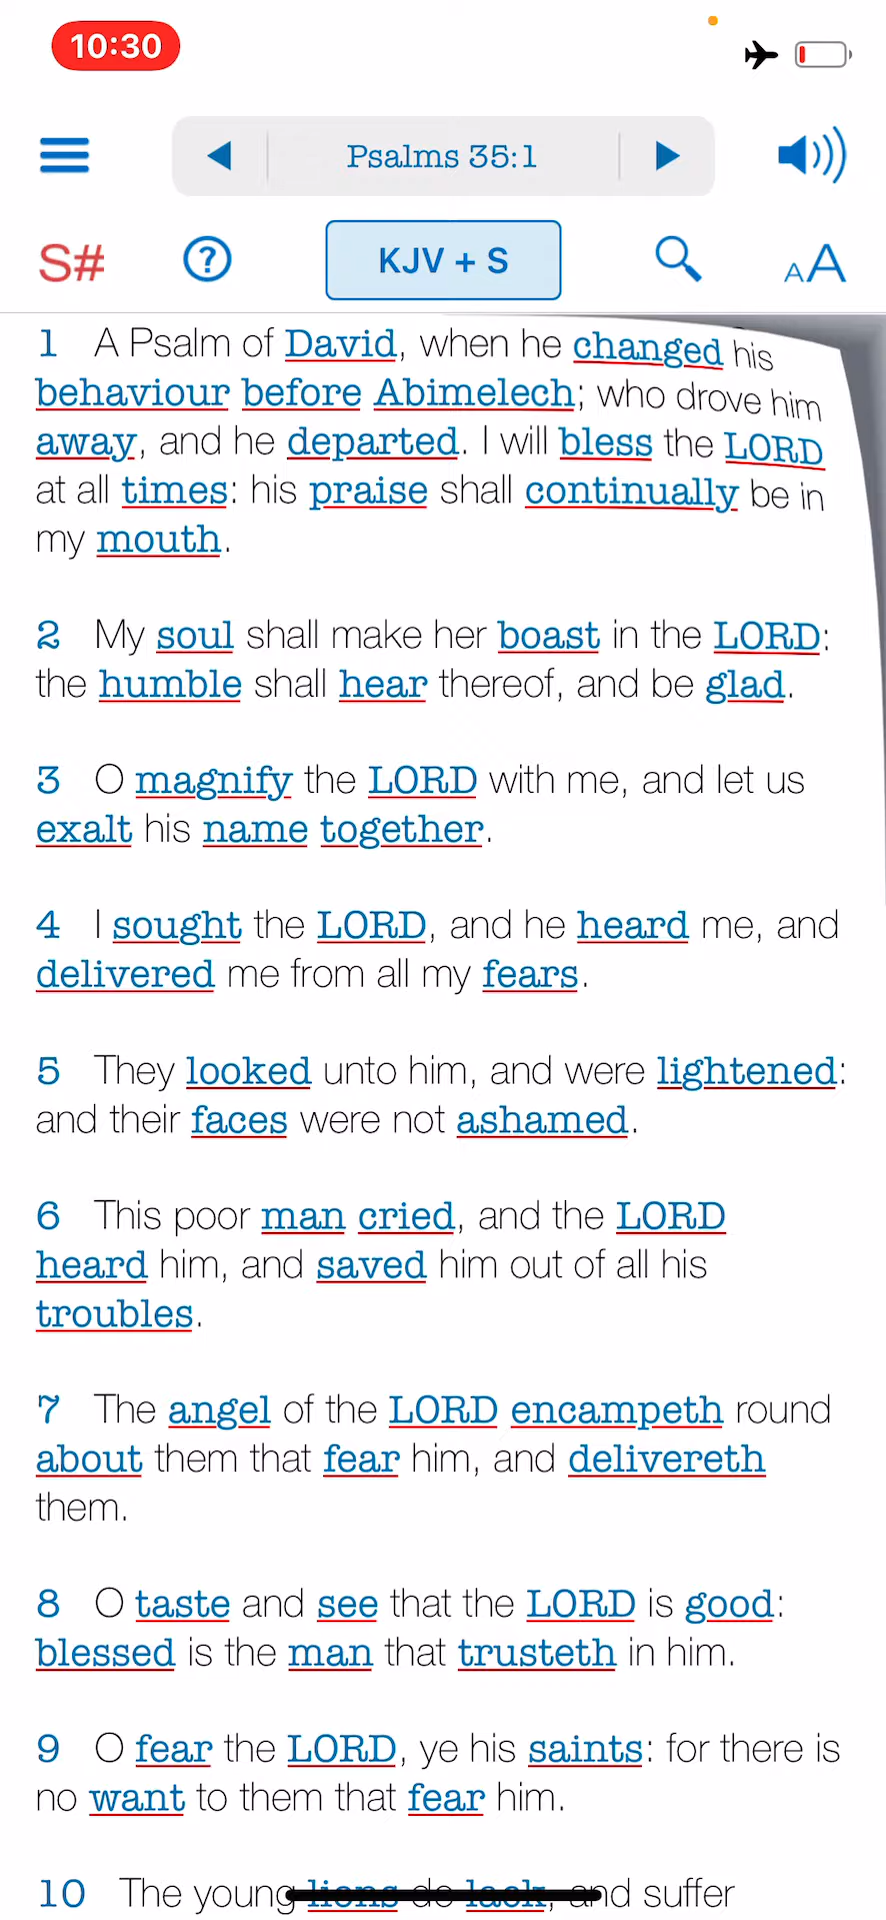 10:30
Psalms 35:1
S# ? KJV + S AA
1 A Psalm of David, when he changed his
behaviour before Abimelech; who drove him
away, and he departed. I will bless the LORD
at all times: his praise shall continually be in
my mouth.
2 My soul shall make her boast in the LORD:
the humble shall hear thereof, and be glad.
3 O magnify the LORD with me, and let us
exalt his name together.
4 I sought the LORD, and he heard me, and
delivered me from all my fears.
5 They looked unto him, and were lightened:
and their faces were not ashamed.
6 This poor man cried, and the LORD
heard him, and saved him out of all his
troubles.
7 The angel of the LORD encampeth round
about them that fear him, and delivereth
them.
8 O taste and see that the LORD is good:
blessed is the man that trusteth in him.
9 O fear the LORD, ye his saints: for there is
no want to them that fear him.
10 The young lions do lack, and suffer